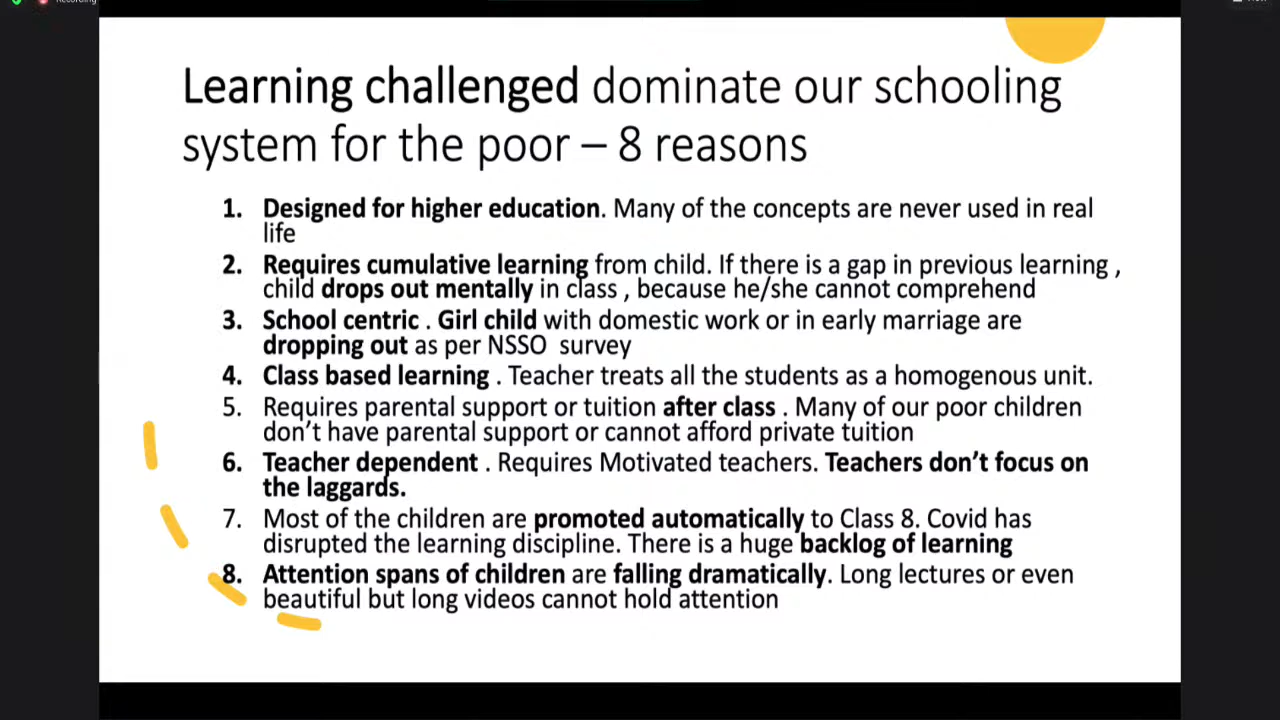 Recording
Learning challenged dominate our schooling
system for the poor – 8 reasons
1. Designed for higher education. Many of the concepts are never used in real
life
2. Requires cumulative learning from child. If there is a gap in previous learning ,
child drops out mentally in class , because he/she cannot comprehend
3. School centric . Girl child with domestic work or in early marriage are
dropping out as per NSSO survey
4. Class based learning . Teacher treats all the students as a homogenous unit.
5. Requires parental support or tuition after class . Many of our poor children
don't have parental support or cannot afford private tuition
6. Teacher dependent . Requires Motivated teachers. Teachers don't focus on
the laggards.
7. Most of the children are promoted automatically to Class 8. Covid has
disrupted the learning discipline. There is a huge backlog of learning
8. Attention spans of children are falling dramatically. Long lectures or even
beautiful but long videos cannot hold attention